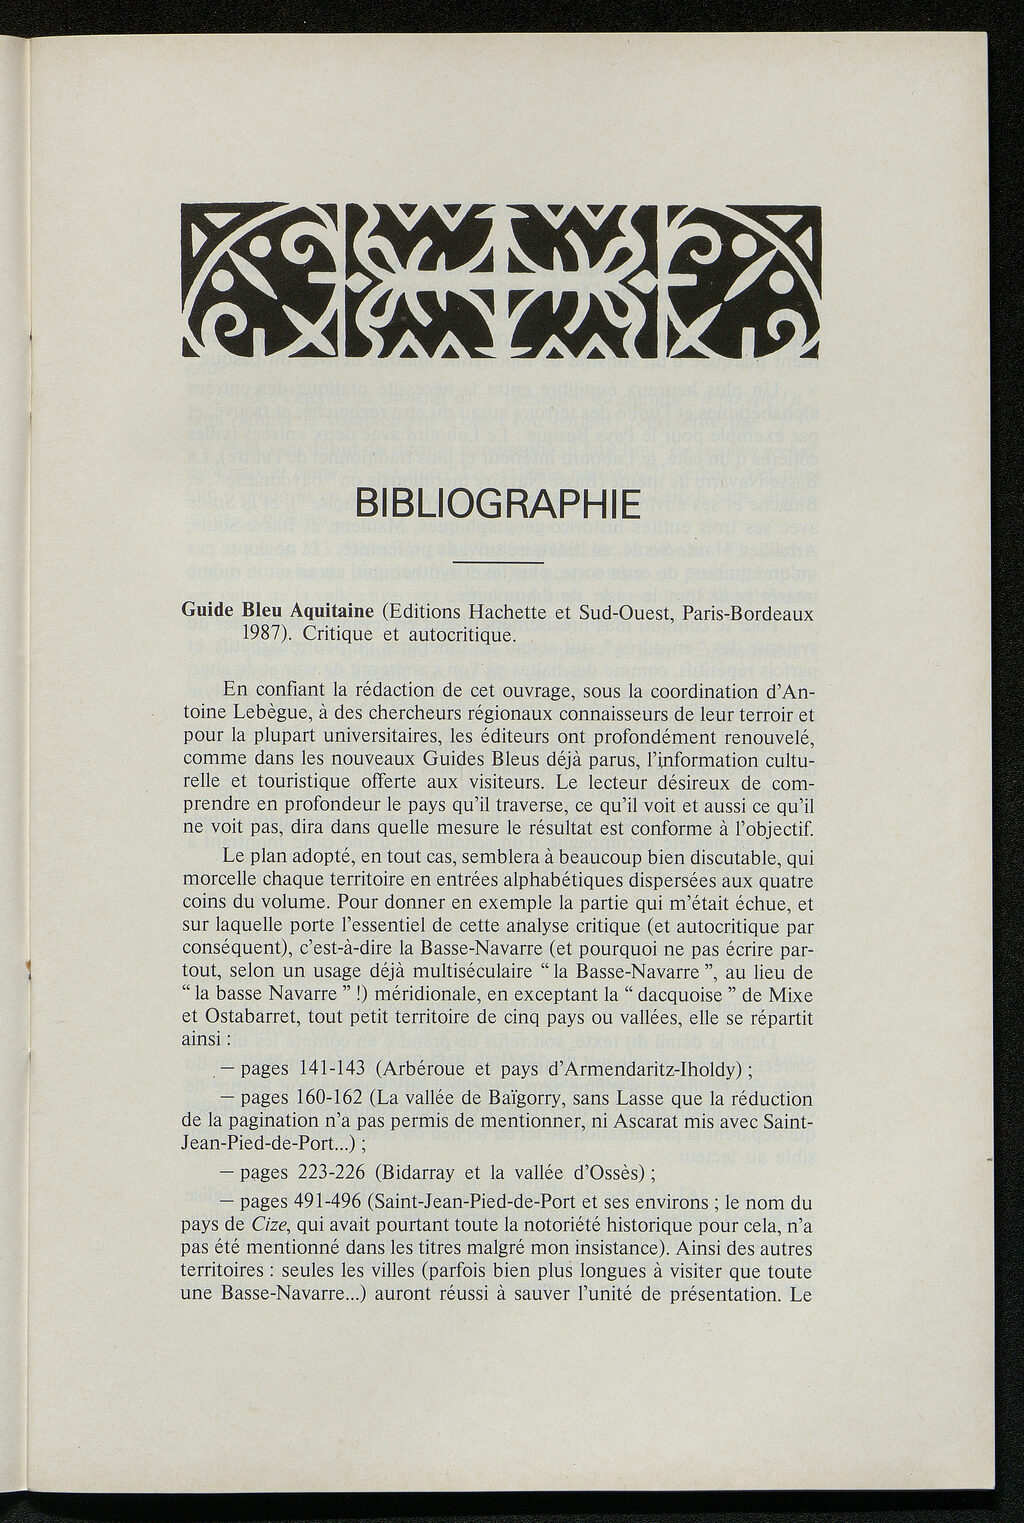 BIBLIOGRAPHIE
Guide Bleu Aquitaine (Editions Hachette et Sud-Ouest, Paris-Bordeaux
1987). Critique et autocritique.
En confiant la rédaction de cet ouvrage, sous la coordination d'An-
toine Lebègue, à des chercheurs régionaux connaisseurs de leur terroir et
pour la plupart universitaires, les éditeurs ont profondément renouvelé,
comme dans les nouveaux Guides Bleus déjà parus, l'information cultu-
relle et touristique offerte aux visiteurs. Le lecteur désireux de com-
prendre en profondeur le pays qu'il traverse, ce qu'il voit et aussi ce qu'il
ne voit pas, dira dans quelle mesure le résultat est conforme à l'objectif.
Le plan adopté, en tout cas, semblera à beaucoup bien discutable, qui
morcelle chaque territoire en entrées alphabétiques dispersées aux quatre
coins du volume. Pour donner en exemple la partie qui m'était échue, et
sur laquelle porte l'essentiel de cette analyse critique (et autocritique par
conséquent), c'est-à-dire la Basse-Navarre (et pourquoi ne pas écrire par-
tout, selon un usage déjà multiséculaire “ la Basse-Navarre ”, au lieu de
“ la basse Navarre ” !) méridionale, en exceptant la “ dacquoise ” de Mixe
et Ostabarret, tout petit territoire de cinq pays ou vallées, elle se répartit
ainsi :
— pages 141-143 (Arbéroue et pays d'Armendaritz-Iholdy) ;
— pages 160-162 (La vallée de Baïgorry, sans Lasse que la réduction
de la pagination n'a pas permis de mentionner, ni Ascarat mis avec Saint-
Jean-Pied-de-Port...) ;
— pages 223-226 (Bidarray et la vallée d'Ossès) ;
— pages 491-496 (Saint-Jean-Pied-de-Port et ses environs ; le nom du
pays de Cize, qui avait pourtant toute la notoriété historique pour cela, n'a
pas été mentionné dans les titres malgré mon insistance). Ainsi des autres
territoires : seules les villes (parfois bien plus longues à visiter que toute
une Basse-Navarre...) auront réussi à sauver l'unité de présentation. Le